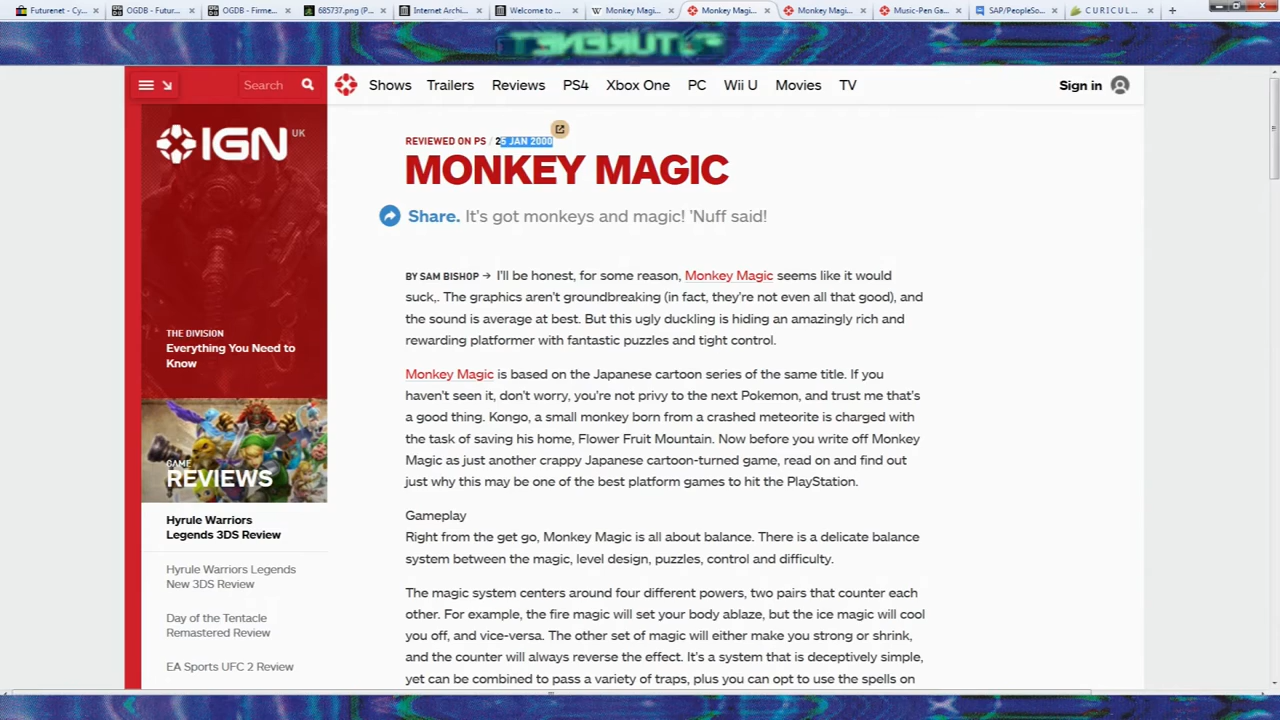 Futurenet - Cy...
OGDB - Futur...
OGDB - Firme...
685737.png (P...
Internet Archi...
Welcome to ...
Monkey Magi...
Monkey Magi...
Monkey Magi...
Music-Pen Ga...
SAP/PeopleSo...
C U R I C U L ...
FUTURENET
Search
Shows
Trailers
Reviews
PS4
Xbox One
PC
Wii U
Movies
TV
Sign in
IGN UK
THE DIVISION
Everything You Need to
Know
GAME
REVIEWS
Hyrule Warriors
Legends 3DS Review
Hyrule Warriors Legends
New 3DS Review
Day of the Tentacle
Remastered Review
EA Sports UFC 2 Review
REVIEWED ON PS / 25 JAN 2000
MONKEY MAGIC
Share. It's got monkeys and magic! 'Nuff said!
BY SAM BISHOP → I'll be honest, for some reason, Monkey Magic seems like it would
suck,. The graphics aren't groundbreaking (in fact, they're not even all that good), and
the sound is average at best. But this ugly duckling is hiding an amazingly rich and
rewarding platformer with fantastic puzzles and tight control.
Monkey Magic is based on the Japanese cartoon series of the same title. If you
haven't seen it, don't worry, you're not privy to the next Pokemon, and trust me that's
a good thing. Kongo, a small monkey born from a crashed meteorite is charged with
the task of saving his home, Flower Fruit Mountain. Now before you write off Monkey
Magic as just another crappy Japanese cartoon-turned game, read on and find out
just why this may be one of the best platform games to hit the PlayStation.
Gameplay
Right from the get go, Monkey Magic is all about balance. There is a delicate balance
system between the magic, level design, puzzles, control and difficulty.
The magic system centers around four different powers, two pairs that counter each
other. For example, the fire magic will set your body ablaze, but the ice magic will cool
you off, and vice-versa. The other set of magic will either make you strong or shrink,
and the counter will always reverse the effect. It's a system that is deceptively simple,
yet can be combined to pass a variety of traps, plus you can opt to use the spells on